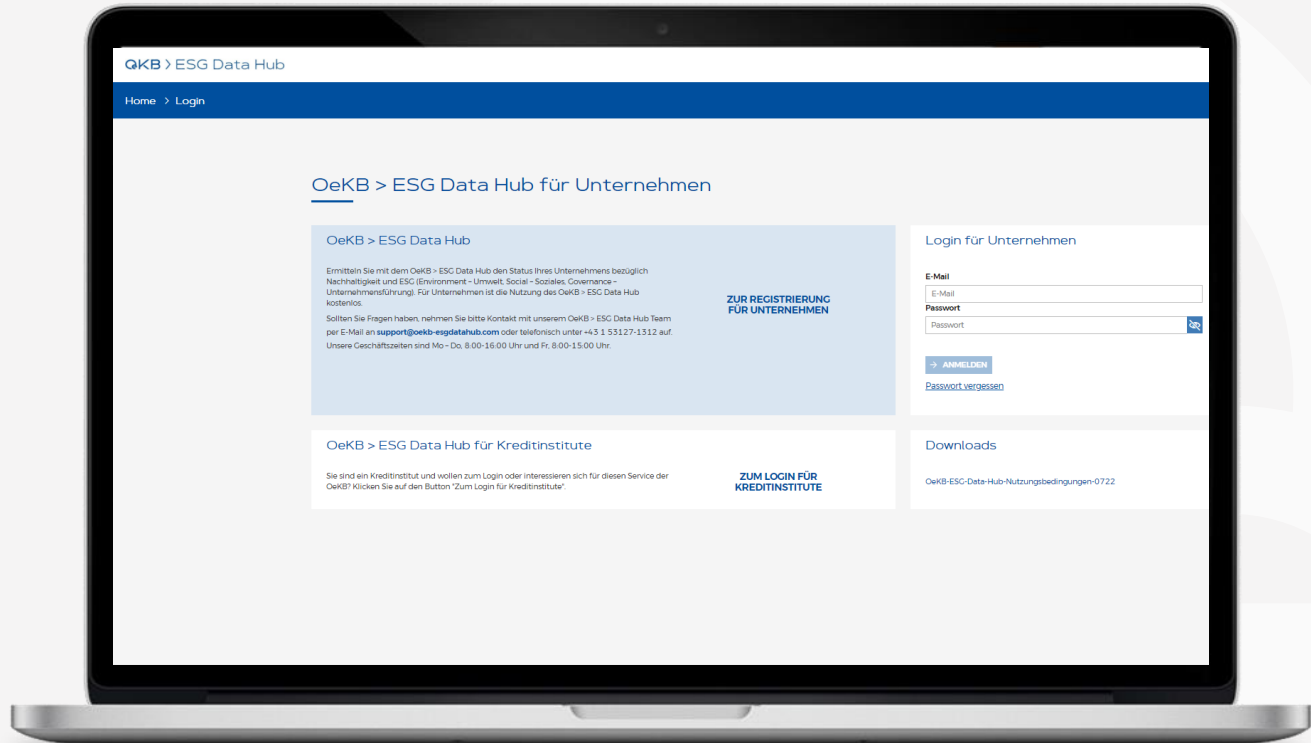 OKB > ESG Data Hub
Home > Login
OeKB > ESG Data Hub für Unternehmen
OeKB > ESG Data Hub
Ermitteln Sie mit dem OeKB > ESG Data Hub den Status Ihres Unternehmens bezüglich
Nachhaltigkeit und ESG (Environment – Umwelt, Social – Soziales, Governance –
Unternehmensführung). Für Unternehmen ist die Nutzung des OeKB > ESG Data Hub
kostenlos.
Sollten Sie Fragen haben, nehmen Sie bitte Kontakt mit unserem OeKB > ESG Data Hub Team
per E-Mail an support@oekb-esgdatahub.com oder telefonisch unter +43 1 53127-1312 auf.
Unsere Geschäftszeiten sind Mo – Do, 8:00-16:00 Uhr und Fr, 8:00-15:00 Uhr.
ZUR REGISTRIERUNG
FÜR UNTERNEHMEN
Login für Unternehmen
E-Mail
E-Mail
Passwort
Passwort
→ ANMELDEN
Passwort vergessen
OeKB > ESG Data Hub für Kreditinstitute
Sie sind ein Kreditinstitut und wollen zum Login oder interessieren sich für diesen Service der
OeKB? Klicken Sie auf den Button "Zum Login für Kreditinstitute".
ZUM LOGIN FÜR
KREDITINSTITUTE
Downloads
OeKB-ESG-Data-Hub-Nutzungsbedingungen-0722